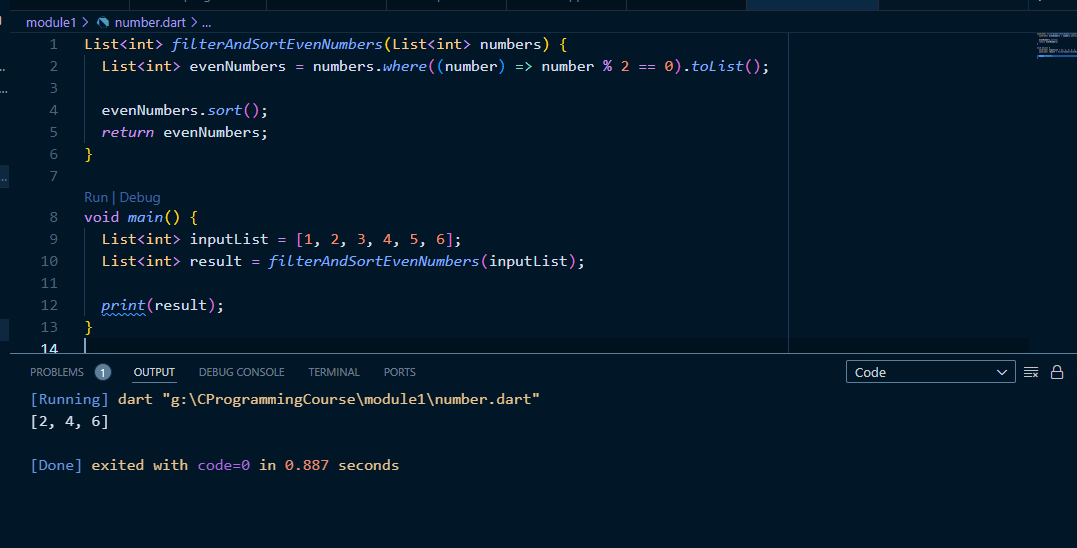 module1 > number.dart > ...
1 List<int> filterAndSortEvenNumbers(List<int> numbers) {
2 List<int> evenNumbers = numbers.where((number) => number % 2 == 0).toList();
3
4 evenNumbers.sort();
5 return evenNumbers;
6 }
7
Run | Debug
8 void main() {
9 List<int> inputList = [1, 2, 3, 4, 5, 6];
10 List<int> result = filterAndSortEvenNumbers(inputList);
11
12 print(result);
13 }
14
PROBLEMS 1 OUTPUT DEBUG CONSOLE TERMINAL PORTS Code
[Running] dart "g:\CProgrammingCourse\module1\number.dart"
[2, 4, 6]
[Done] exited with code=0 in 0.887 seconds